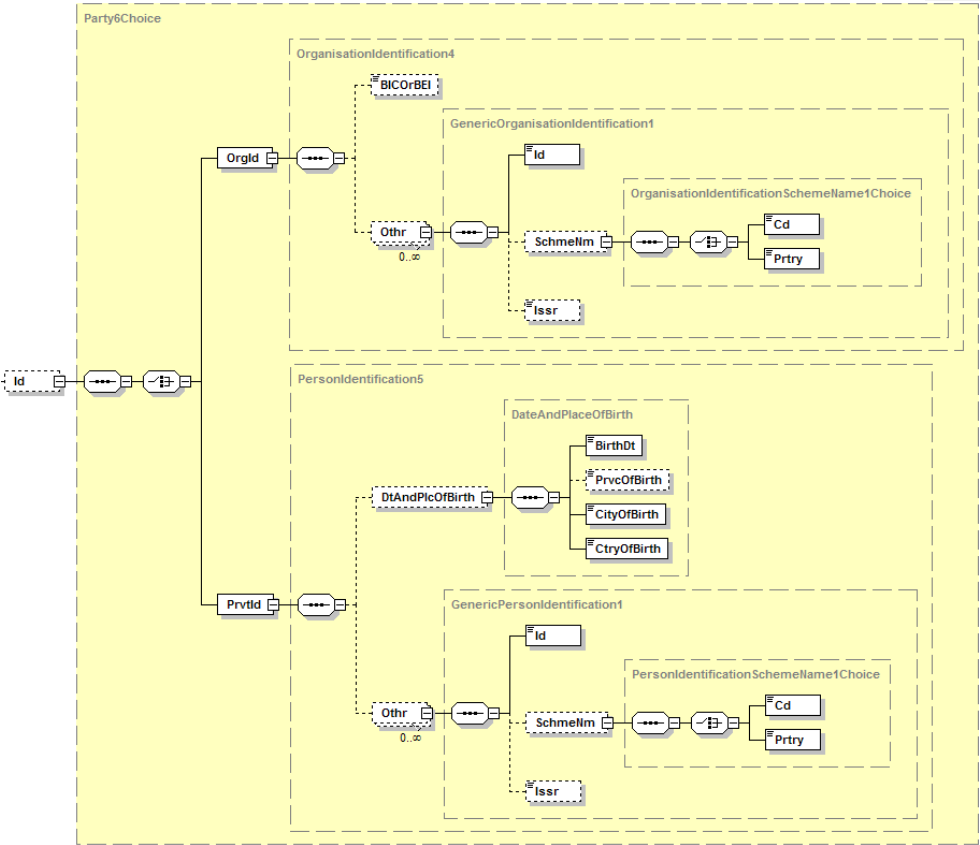 Party6Choice
OrganisationIdentification4
BICOrBEI
GenericOrganisationIdentification1
Id
OrgId
OrganisationIdentificationSchemeName1Choice
Cd
Othr
SchmeNm
Prtry
0..∞
Issr
Id
PersonIdentification5
DateAndPlaceOfBirth
BirthDt
PrvcOfBirth
DtAndPlcOfBirth
CityOfBirth
CtryOfBirth
PrvtId
GenericPersonIdentification1
Id
PersonIdentificationSchemeName1Choice
Cd
Othr
SchmeNm
Prtry
0..∞
Issr